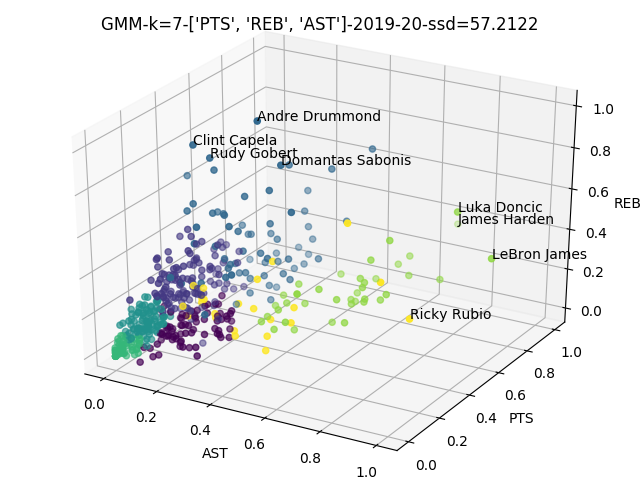 GMM-k=7-['PTS', 'REB', 'AST']-2019-20-ssd=57.2122
Andre Drummond
Clint Capela
Rudy Gobert
Domantas Sabonis
Luka Doncic
James Harden
LeBron James
Ricky Rubio
1.0
0.8
0.6
REB
0.4
0.2
0.0
1.0
0.8
0.6
PTS
0.4
0.2
0.0
0.0
0.2
0.4
0.6
AST
0.8
1.0